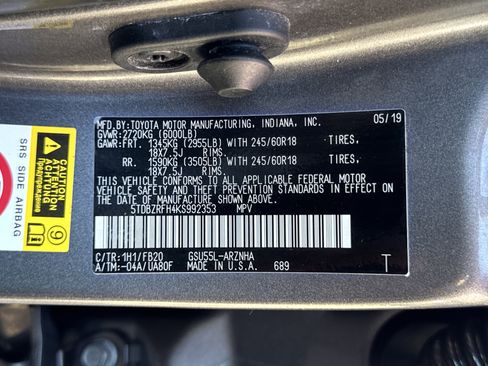 MFD.BY:TOYOTA MOTOR MANUFACTURING, INDIANA, INC. 05/19
GVWR:2720KG (6000LB)
GAWR:FRT. 1345KG (2955LB) WITH 245/60R18 TIRES,
18X7.5J RIMS
RR. 1590KG (3505LB) WITH 245/60R18 TIRES,
18X7.5J RIMS
THIS VEHICLE CONFORMS TO ALL APPLICABLE FEDERAL MOTOR
VEHICLE SAFETY AND THEFT PREVENTION STANDARDS IN EFFECT
ON THE DATE OF MANUFACTURE SHOWN ABOVE.
5TDBZRFH4KS992353 MPV
C/TR:1H1/FB20 GSU55L-ARZNHA
A/TM:-04A/UA80F MADE IN U.S.A. 689 T
SRS SIDE AIRBAG
CAUTION
Предупреждение
9